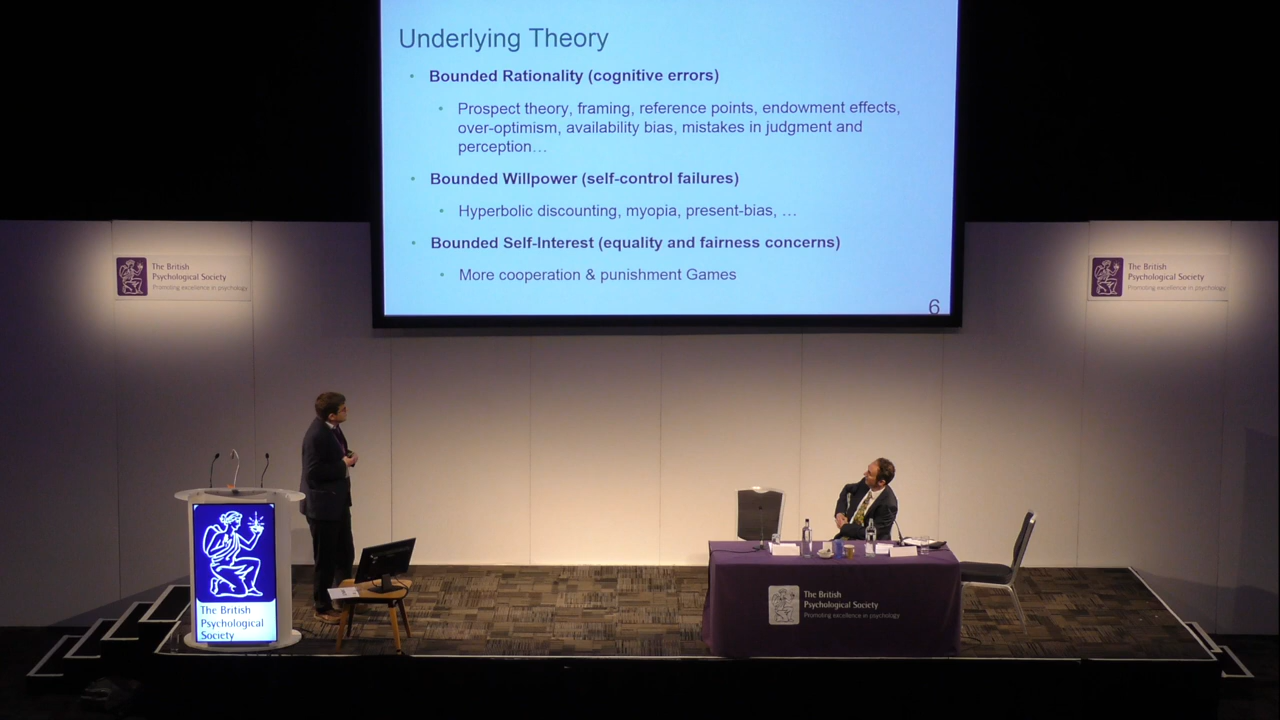 Underlying Theory
• Bounded Rationality (cognitive errors)
• Prospect theory, framing, reference points, endowment effects,
over-optimism, availability bias, mistakes in judgment and
perception…
• Bounded Willpower (self-control failures)
• Hyperbolic discounting, myopia, present-bias, …
• Bounded Self-Interest (equality and fairness concerns)
• More cooperation & punishment Games
6
The British
Psychological Society
Promoting excellence in psychology
The British
Psychological Society
Promoting excellence in psychology
The British
Psychological
Society
The British
Psychological Society
Promoting excellence in psychology